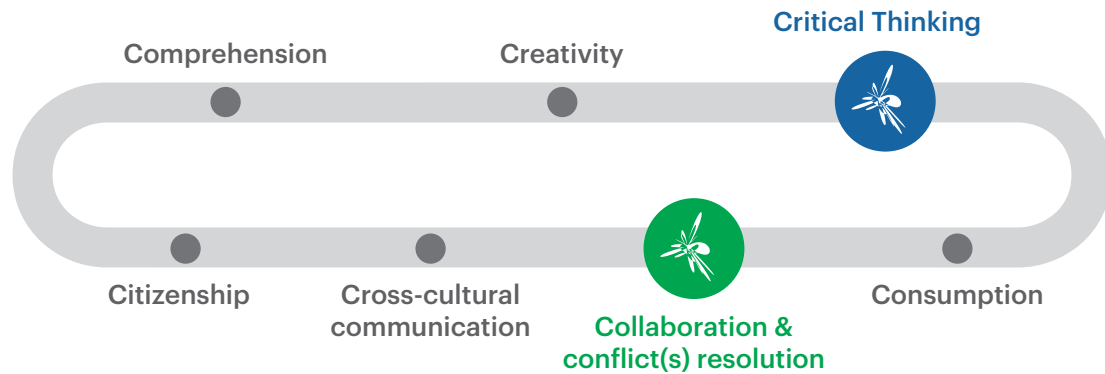 Critical Thinking
Comprehension
Creativity
Citizenship
Cross-cultural
communication
Collaboration &
conflict(s) resolution
Consumption